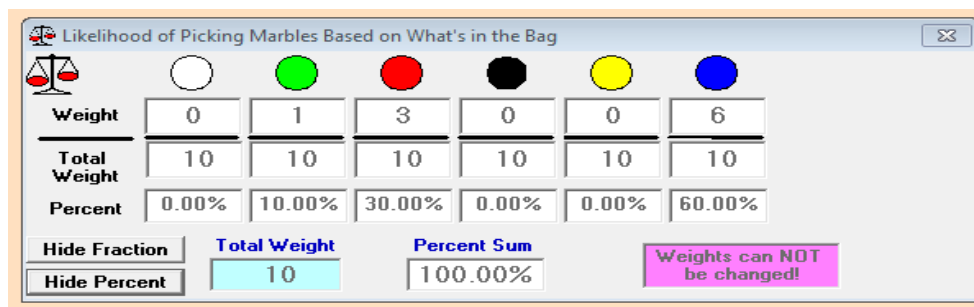 Likelihood of Picking Marbles Based on What's in the Bag
Weight 0 1 3 0 0 6
Total
Weight
10 10 10 10 10 10
Percent 0.00% 10.00% 30.00% 0.00% 0.00% 60.00%
Hide Fraction
Hide Percent
Total Weight
10
Percent Sum
100.00%
Weights can NOT
be changed!